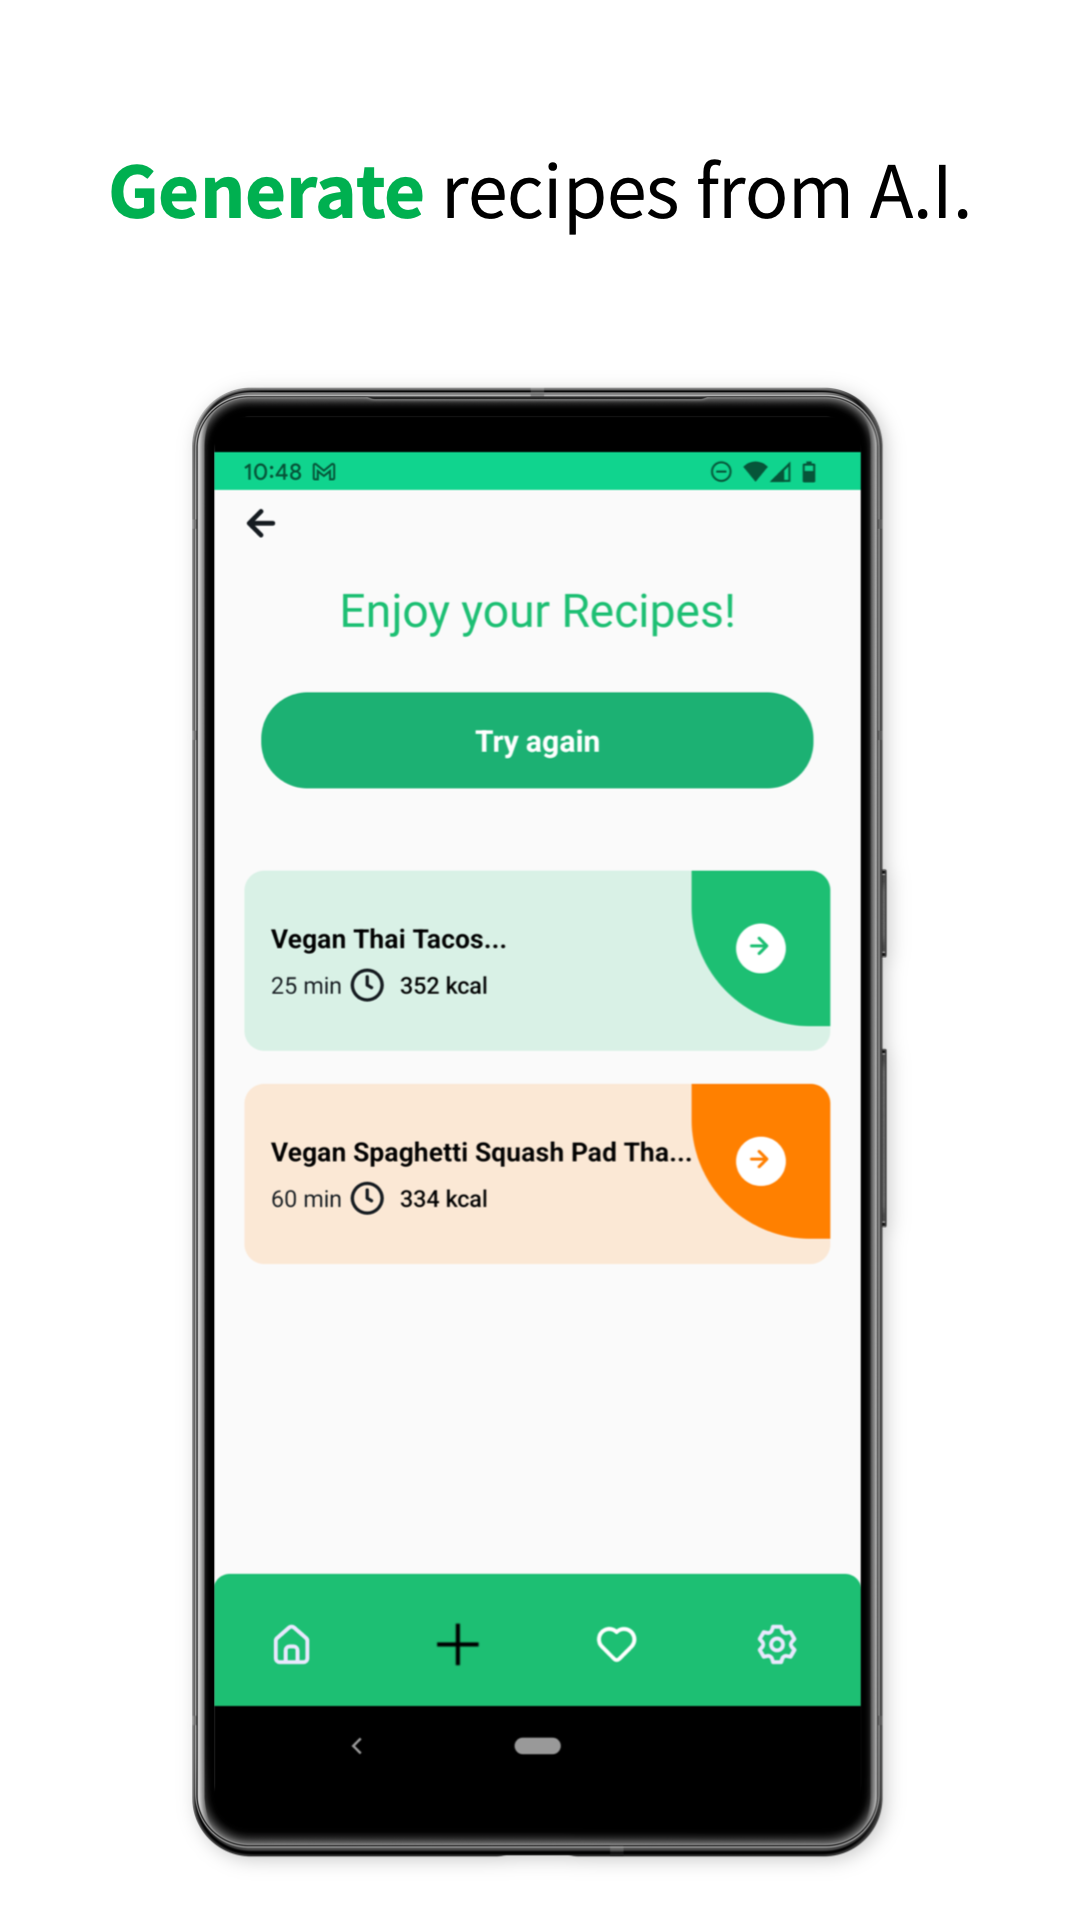 Generate recipes from A.I.
10:48
Enjoy your Recipes!
Try again
Vegan Thai Tacos...
25 min 352 kcal
Vegan Spaghetti Squash Pad Tha...
60 min 334 kcal